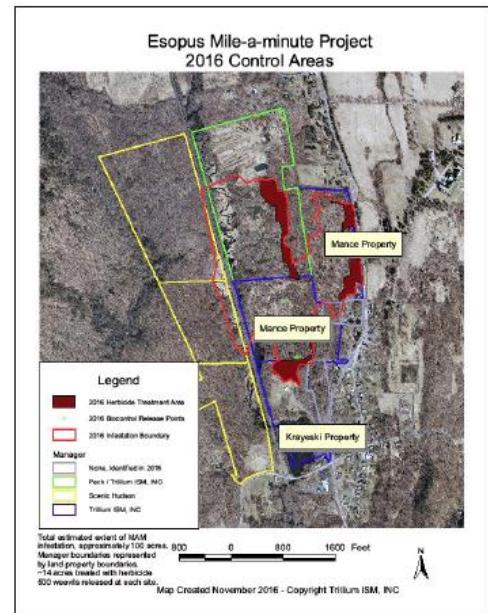 Esopus Mile-a-minute Project
2016 Control Areas
Mance Property
Mance Property
Krayeski Property
Legend
2016 Herbicide Treatment Area
2016 Biocontrol Release Points
2016 Infestation Boundary
Manager
None, Identified in 2016
Peck / Trillium ISM, INC
Scenic Hudson
Trillium ISM, INC
Total estimated extent of MAM
infestation, approximately 100 acres.
Manager boundaries represented
by land property boundaries.
~14 acres treated with herbicide
500 weevils released at each site.
800 0 800 1600 Feet
N
Map Created November 2016 - Copyright Trillium ISM, INC